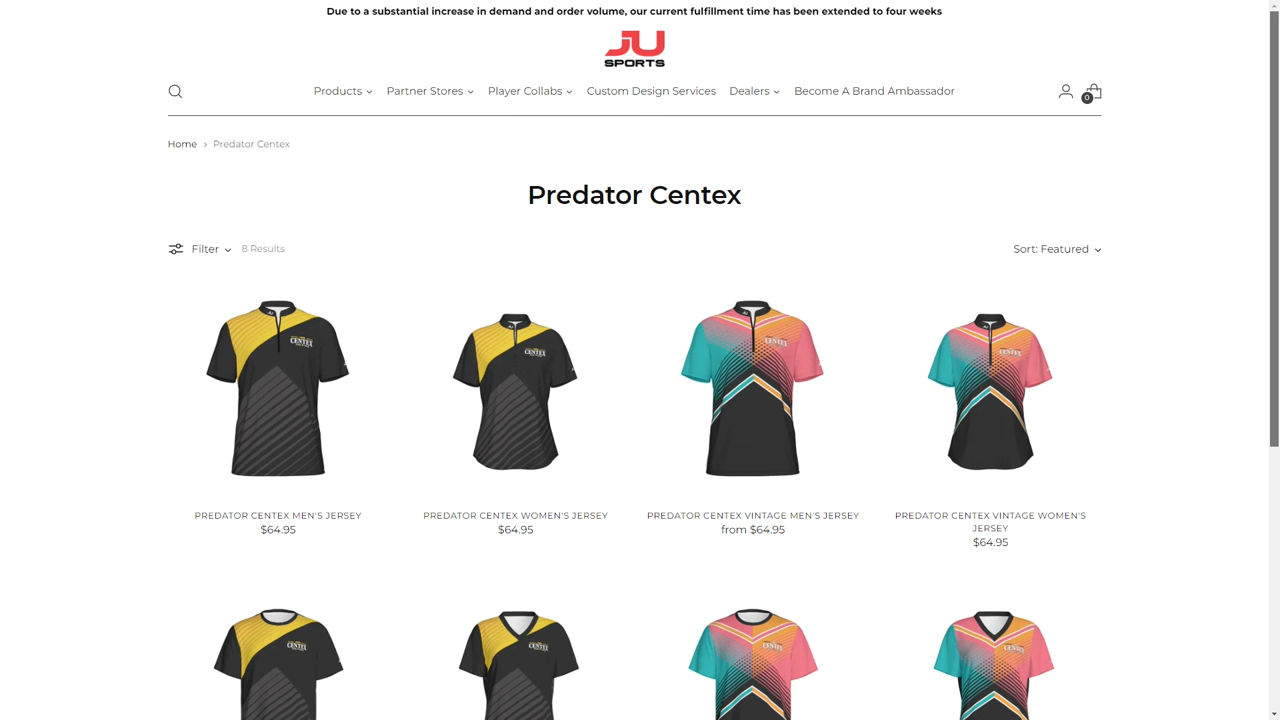 Due to a substantial increase in demand and order volume, our current fulfillment time has been extended to four weeks
JU
SPORTS
Products
Partner Stores
Player Collabs
Custom Design Services
Dealers
Become A Brand Ambassador
0
Home
Predator Centex
Predator Centex
Filter
8 Results
Sort: Featured
CENTEX
CENTEX
CENTEX
CENTEX
PREDATOR CENTEX MEN'S JERSEY
$64.95
PREDATOR CENTEX WOMEN'S JERSEY
$64.95
PREDATOR CENTEX VINTAGE MEN'S JERSEY
from $64.95
PREDATOR CENTEX VINTAGE WOMEN'S
JERSEY
$64.95
CENTEX
CENTEX
CENTEX
CENTEX